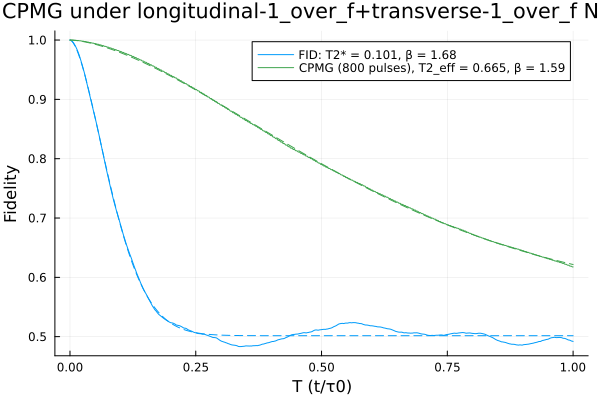 CPMG under longitudinal-1_over_f+transverse-1_over_f N
FID: T2* = 0.101, β = 1.68
CPMG (800 pulses), T2_eff = 0.665, β = 1.59
1.0
0.9
0.8
0.7
0.6
0.5
Fidelity
0.00
0.25
0.50
0.75
1.00
T (t/τ0)